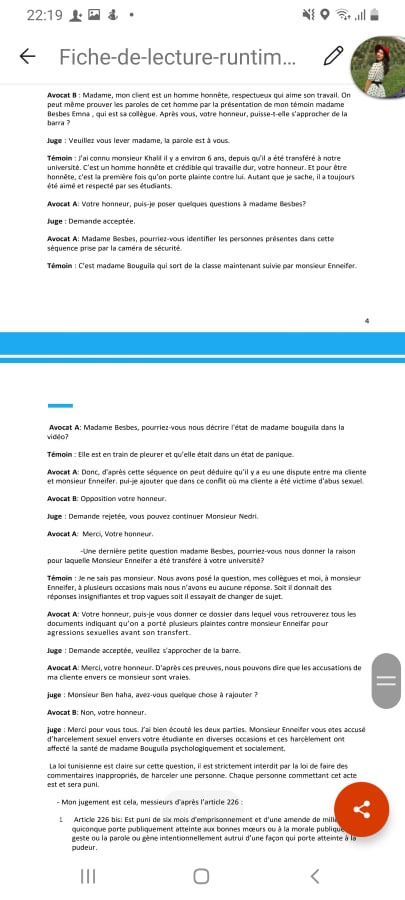 22:19
Fiche-de-lecture-runtim...
Avocat B : Madame, mon client est un homme honnête, respectueux qui aime son travail. On
peut même prouver les paroles de cet homme par la présentation de mon témoin madame
Besbes Emna , qui est sa collègue. Après vous, votre honneur, puisse-t-elle s'approcher de la
barra ?
Juge : Veuillez vous lever madame, la parole est à vous.
Témoin : J'ai connu monsieur Khalil il y a environ 6 ans, depuis qu'il a été transféré à notre
université. C'est un homme honnête et crédible qui travaille dur, votre honneur. Et pour être
honnête, c'est la première fois qu'on porte plainte contre lui. Autant que je sache, il a toujours
été aimé et respecté par ses étudiants.
Avocat A: Votre honneur, puis-je poser quelques questions à madame Besbes?
Juge : Demande acceptée.
Avocat A: Madame Besbes, pourriez-vous identifier les personnes présentes dans cette
séquence prise par la caméra de sécurité.
Témoin : C'est madame Bouguila qui sort de la classe maintenant suivie par monsieur Enneifer.
4
Avocat A: Madame Besbes, pourriez-vous nous décrire l'état de madame bouguila dans la
vidéo?
Témoin : Elle est en train de pleurer et qu'elle était dans un état de panique.
Avocat A: Donc, d'après cette séquence on peut déduire qu'il y a eu une dispute entre ma cliente
et monsieur Enneifer. pui-je ajouter que dans ce conflit où ma cliente a été victime d'abus sexuel.
Avocat B: Opposition votre honneur.
Juge : Demande rejetée, vous pouvez continuer Monsieur Nedri.
Avocat A: Merci, Votre honneur.
-Une dernière petite question madame Besbes, pourriez-vous nous donner la raison
pour laquelle Monsieur Enneifer a été transféré à votre université?
Témoin : Je ne sais pas monsieur. Nous avons posé la question, mes collègues et moi, à monsieur
Enneifer, à plusieurs occasions mais nous n'avons eu aucune réponse. Soit il donnait des
réponses insignifiantes et trop vagues soit il essayait de changer de sujet.
Avocat A: Votre honneur, puis-je vous donner ce dossier dans lequel vous retrouverez tous les
documents indiquant qu'on a porté plusieurs plaintes contre monsieur Enneifar pour
agressions sexuelles avant son transfert.
Juge : Demande acceptée, veuillez s'approcher de la barre.
Avocat A: Merci, votre honneur. D'après ces preuves, nous pouvons dire que les accusations de
ma cliente envers ce monsieur sont vraies.
juge : Monsieur Ben haha, avez-vous quelque chose à rajouter ?
Avocat B: Non, votre honneur.
juge : Merci pour vous tous. J'ai bien écouté les deux parties. Monsieur Enneifer vous etes accusé
d'harcelement sexuel envers votre étudiante en diverses occasions et ces harcèlement ont
affecté la santé de madame Bouguila psychologiquement et socialement.
La loi tunisienne est claire sur cette question, il est strictement interdit par la loi de faire des
commentaires inappropriés, de harceler une personne. Chaque personne commettant cet acte
est et sera puni.
- Mon jugement est cela, messieurs d'après l'article 226 :
1 Article 226 bis: Est puni de six mois d'emprisonnement et d'une amende de mill
quiconque porte publiquement atteinte aux bonnes mœurs ou à la morale publique
geste ou la parole ou gène intentionnellement autrui d'une façon qui porte atteinte à la
pudeur.